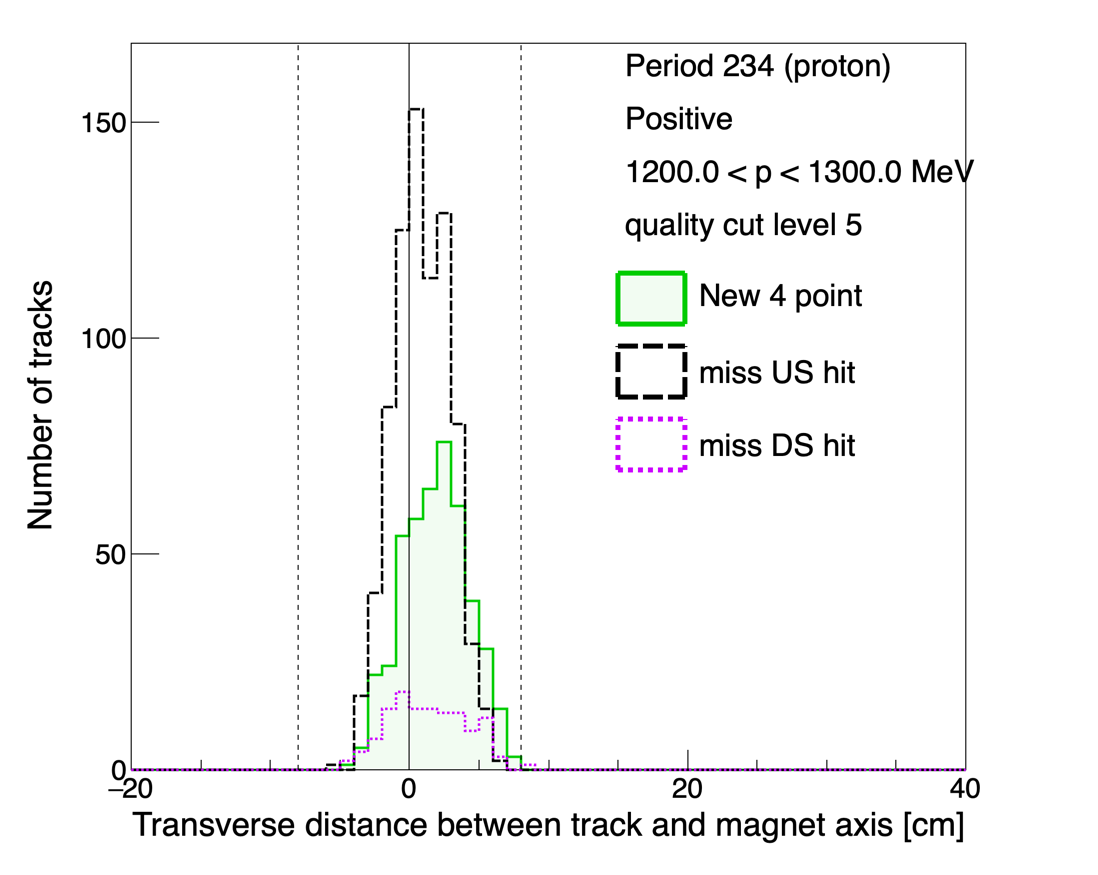 Period 234 (proton)
Positive
1200.0 < p < 1300.0 MeV
quality cut level 5
New 4 point
miss US hit
miss DS hit
Number of tracks
150
100
50
0
−20
0
20
40
Transverse distance between track and magnet axis [cm]